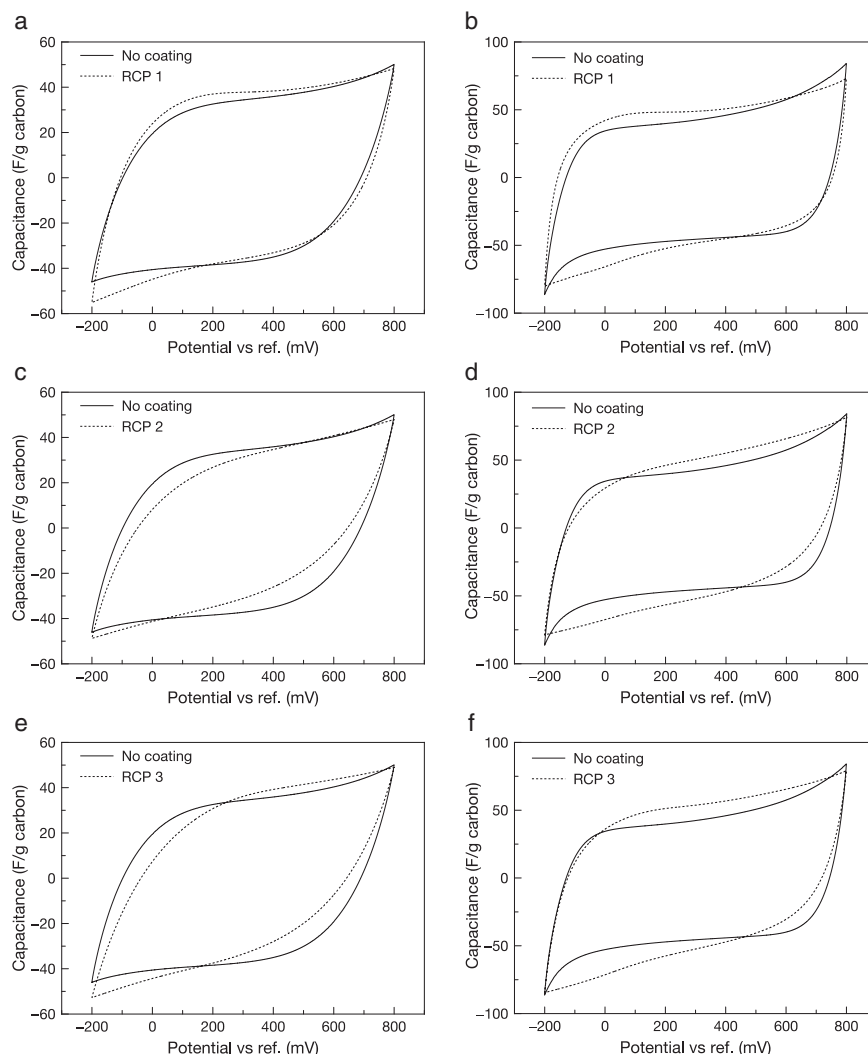 a
No coating
RCP 1
60
40
20
0
−20
−40
−60
Capacitance (F/g carbon)
−200 0 200 400 600 800
Potential vs ref. (mV)
b
No coating
RCP 1
100
50
0
−50
−100
Capacitance (F/g carbon)
−200 0 200 400 600 800
Potential vs ref. (mV)
c
No coating
RCP 2
60
40
20
0
−20
−40
−60
Capacitance (F/g carbon)
−200 0 200 400 600 800
Potential vs ref. (mV)
d
No coating
RCP 2
100
50
0
−50
−100
Capacitance (F/g carbon)
−200 0 200 400 600 800
Potential vs ref. (mV)
e
No coating
RCP 3
60
40
20
0
−20
−40
−60
Capacitance (F/g carbon)
−200 0 200 400 600 800
Potential vs ref. (mV)
f
No coating
RCP 3
100
50
0
−50
−100
Capacitance (F/g carbon)
−200 0 200 400 600 800
Potential vs ref. (mV)